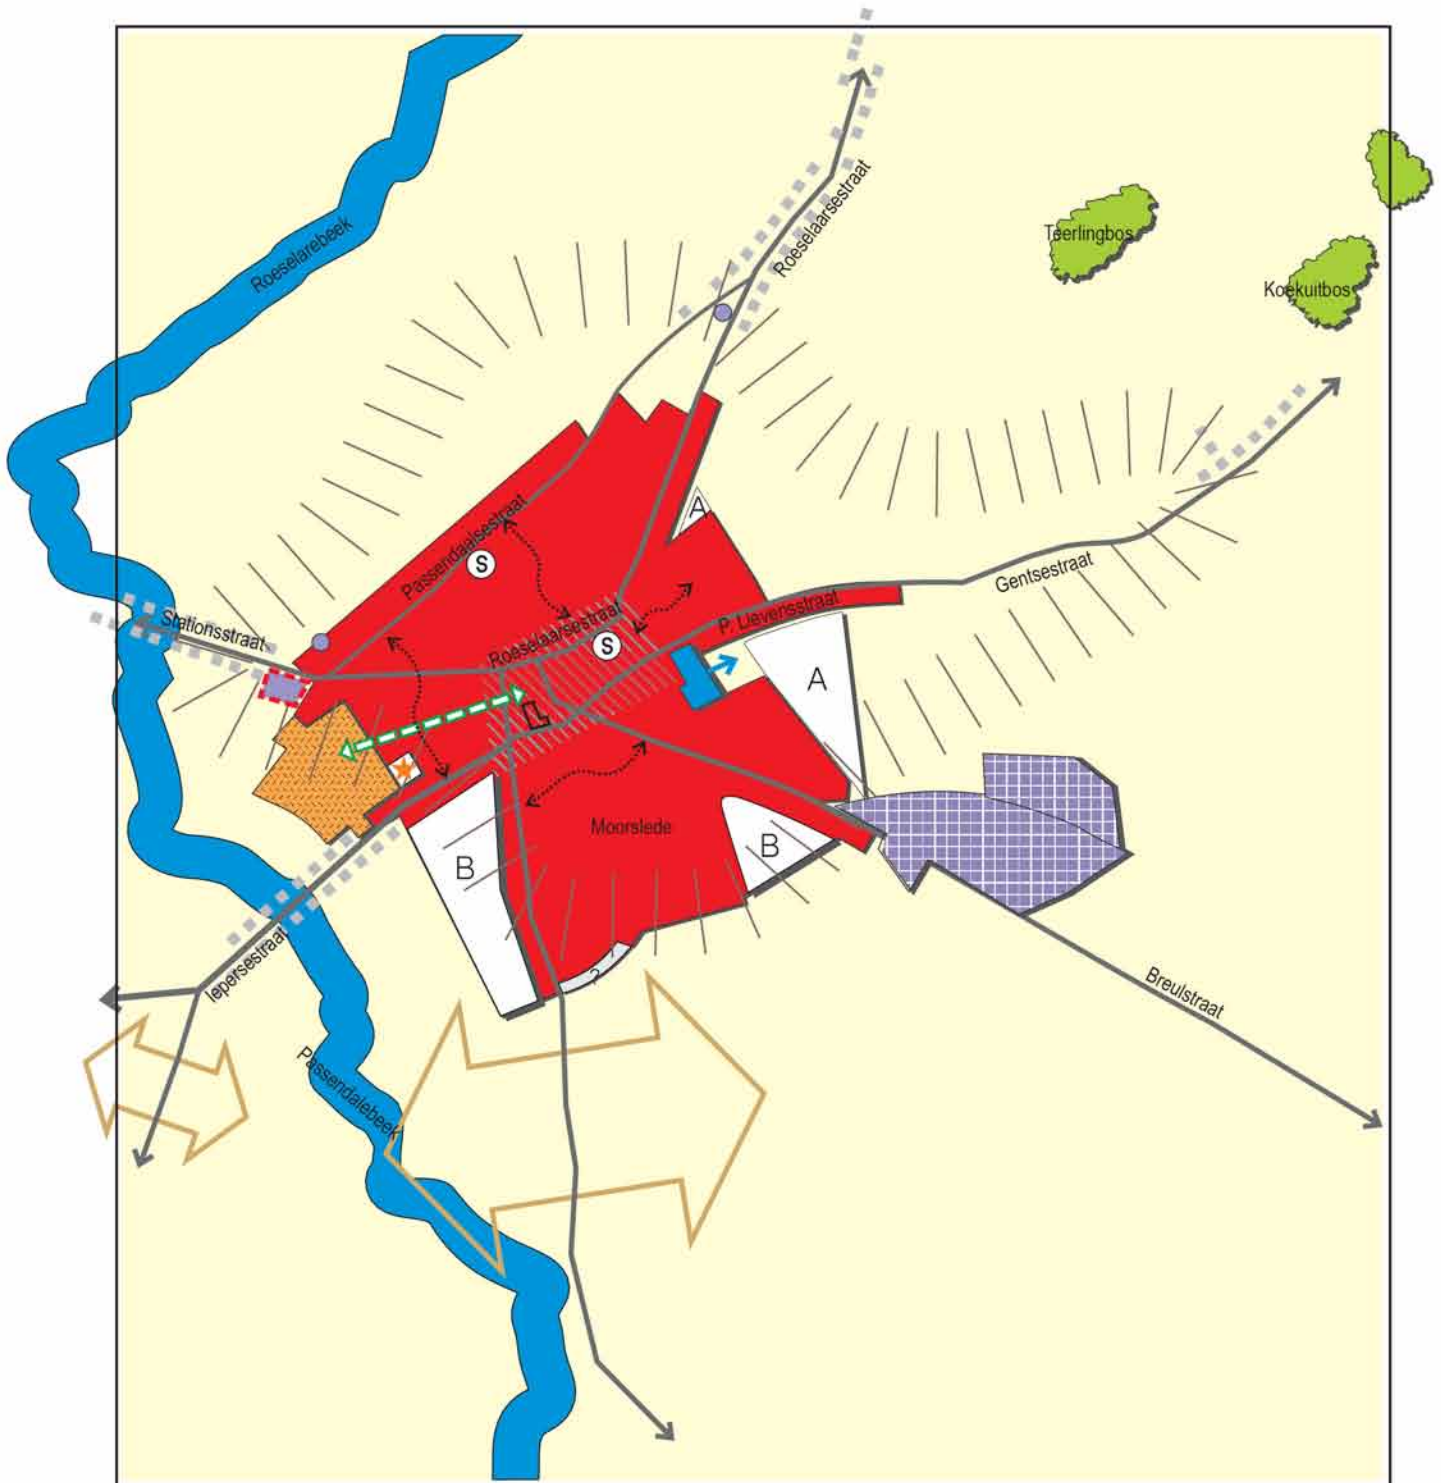 Roeselarebeek
Roeselaarsestraat
Teerlingbos
Koekuitbos
A
Passendaalsestraat
S
Gentsestraat
Stationsstraat
Roeselaarsestraat
P. Lievensstraat
S
A
L
Moorslede
B
B
?
Iepersestraat
Breulstraat
Passendalebeek